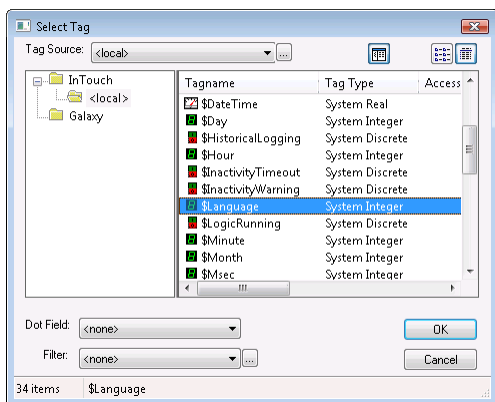 Select Tag
Tag Source: <local> ...
InTouch
<local>
Galaxy
Tagname Tag Type Access
$DateTime System Real
$Day System Integer
$HistoricalLogging System Discrete
$Hour System Integer
$InactivityTimeout System Discrete
$InactivityWarning System Discrete
$Language System Integer
$LogicRunning System Discrete
$Minute System Integer
$Month System Integer
$Msec System Integer
Dot Field: <none> OK
Filter: <none> ... Cancel
34 items $Language